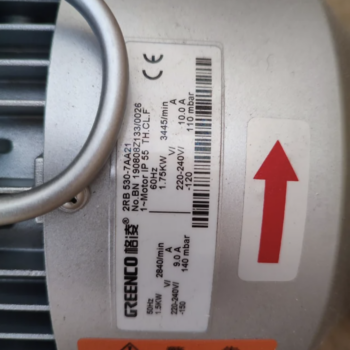 GREENCO 格凌®
2RB 530-7AA21
No.BN 190808Z133/0026
1~Motor IP 55 TH.CL.F
50Hz 60Hz
1.5KW 1.75KW 3445/min
2840/min
V/ V/ A
220-240V/ 9.0 A 220-240V/ 10.0 A
-150 140 mbar -120 110 mbar
CE